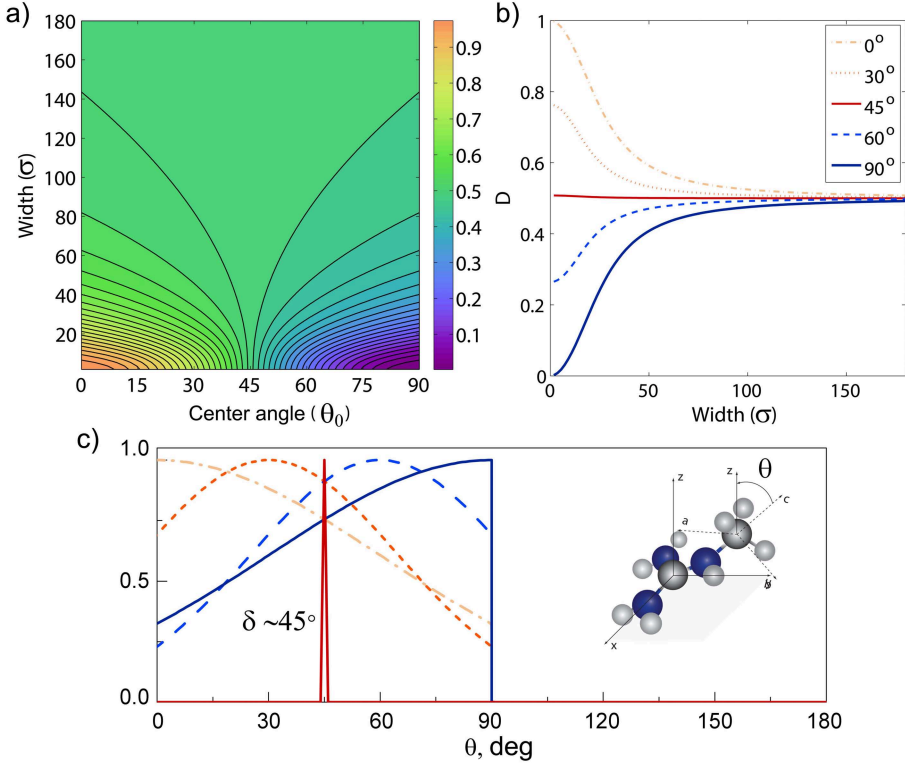 a)
180
160
140
120
100
80
60
40
20
Width (σ)
0 15 30 45 60 75 90
Center angle (θ₀)
0.9
0.8
0.7
0.6
0.5
0.4
0.3
0.2
0.1
b)
1
0.8
0.6
0.4
0.2
0
D
0 50 100 150
Width (σ)
0°
30°
45°
60°
90°
c)
1.0
0.5
0.0
δ ~45°
0 30 60 90 120 150 180
θ, deg
z
z
θ
c
a
y
x